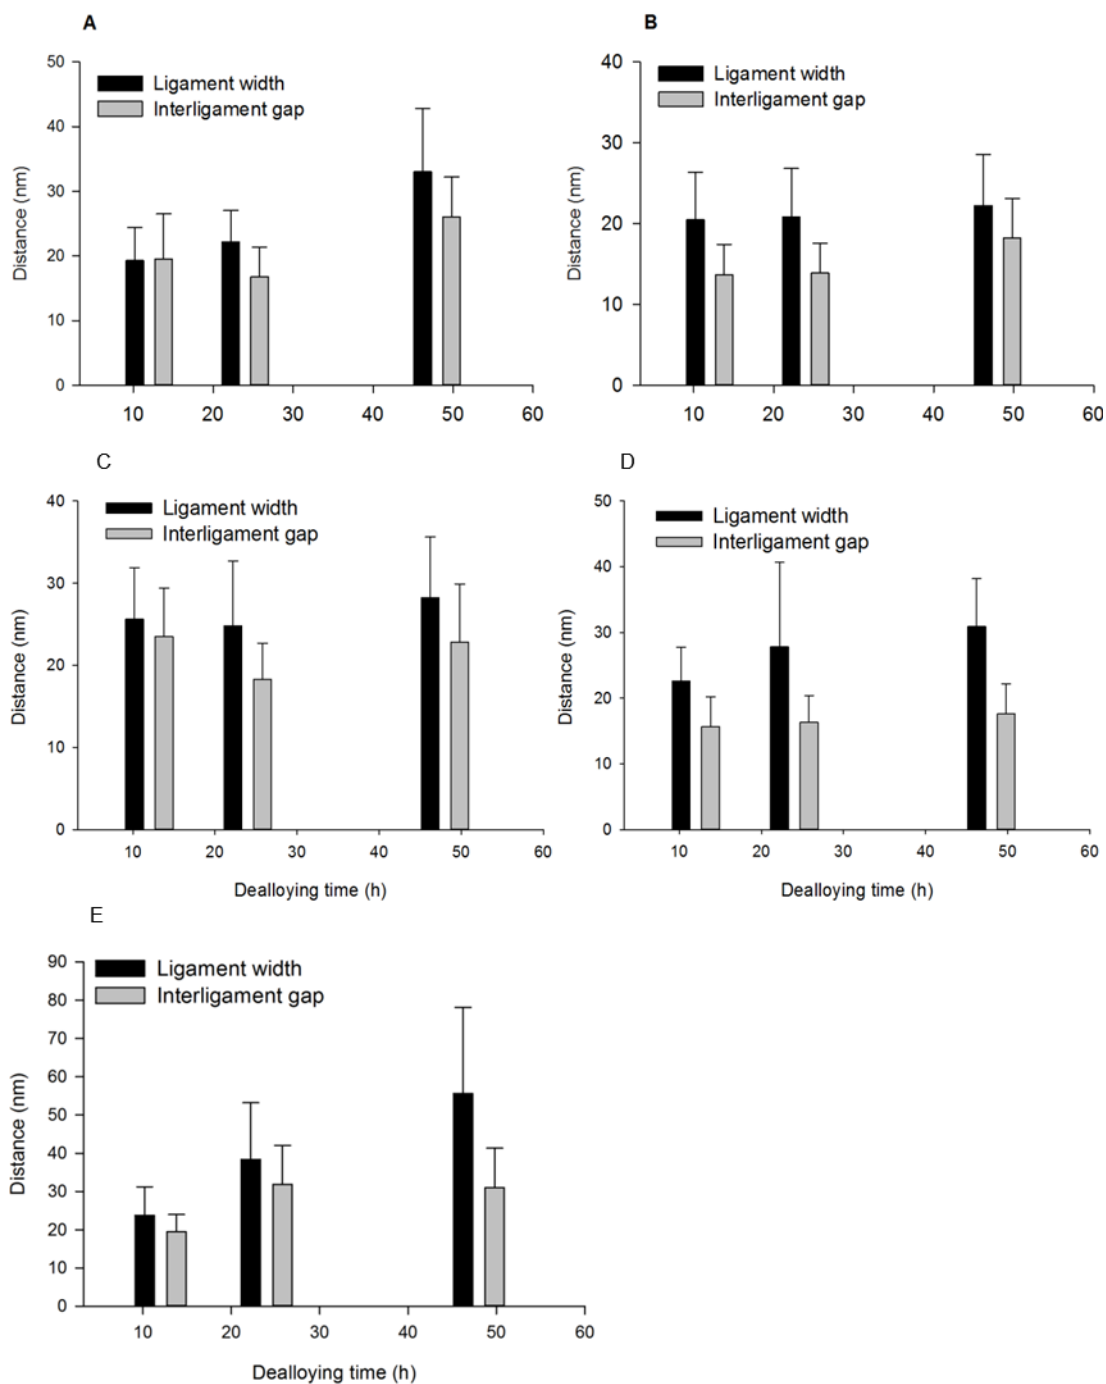 A
50
40
30
20
10
0
Distance (nm)
Ligament width
Interligament gap
10 20 30 40 50 60
B
40
30
20
10
0
Distance (nm)
Ligament width
Interligament gap
10 20 30 40 50 60
C
40
30
20
10
0
Distance (nm)
Ligament width
Interligament gap
10 20 30 40 50 60
Dealloying time (h)
D
50
40
30
20
10
0
Distance (nm)
Ligament width
Interligament gap
10 20 30 40 50 60
Dealloying time (h)
E
90
80
70
60
50
40
30
20
10
0
Distance (nm)
Ligament width
Interligament gap
10 20 30 40 50 60
Dealloying time (h)